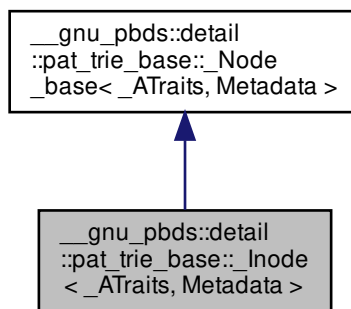 __gnu_pbds::detail
::pat_trie_base::_Node
_base< _ATraits, Metadata >
__gnu_pbds::detail
::pat_trie_base::_Inode
< _ATraits, Metadata >